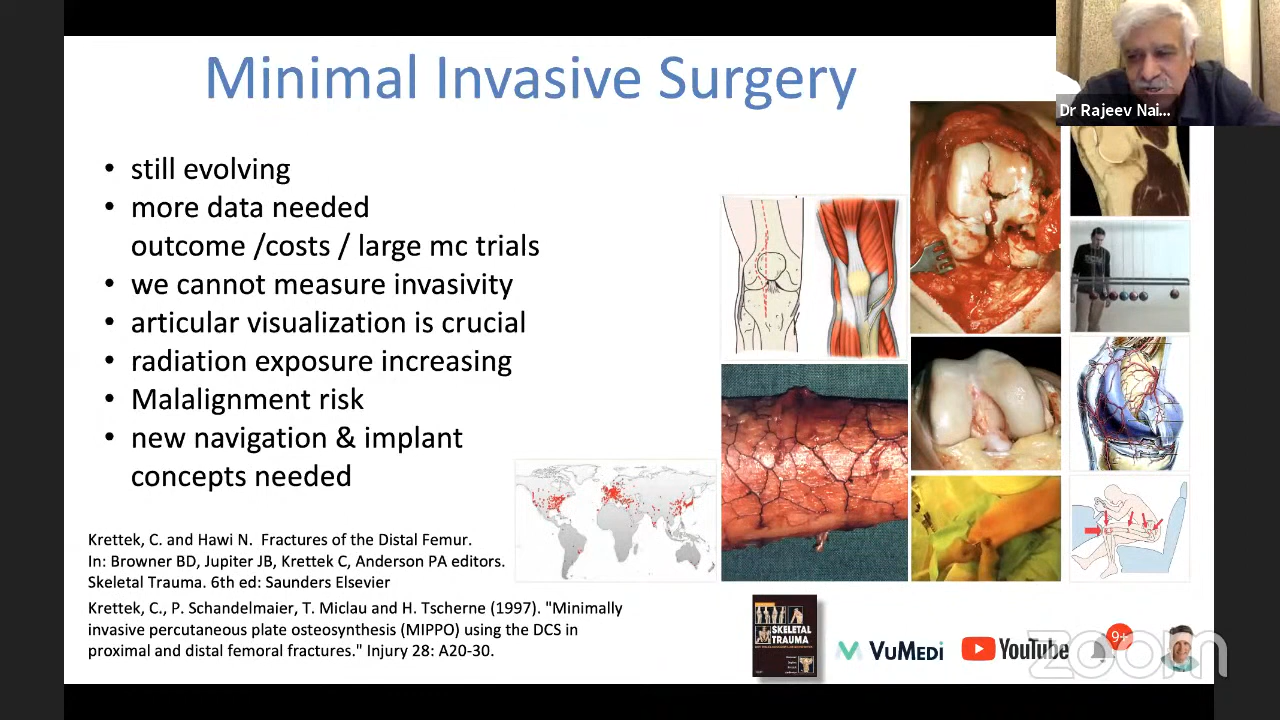 Minimal Invasive Surgery
Dr Rajeev Nai...
• still evolving
• more data needed
outcome /costs / large mc trials
• we cannot measure invasivity
• articular visualization is crucial
• radiation exposure increasing
• Malalignment risk
• new navigation & implant
concepts needed
Krettek, C. and Hawi N.  Fractures of the Distal Femur.
In: Browner BD, Jupiter JB, Krettek C, Anderson PA editors.
Skeletal Trauma. 6th ed: Saunders Elsevier
Krettek, C., P. Schandelmaier, T. Miclau and H. Tscherne (1997). "Minimally
invasive percutaneous plate osteosynthesis (MIPPO) using the DCS in
proximal and distal femoral fractures." Injury 28: A20-30.
SKELETAL
TRAUMA
VUMEDI
YouTube
9+
zoom